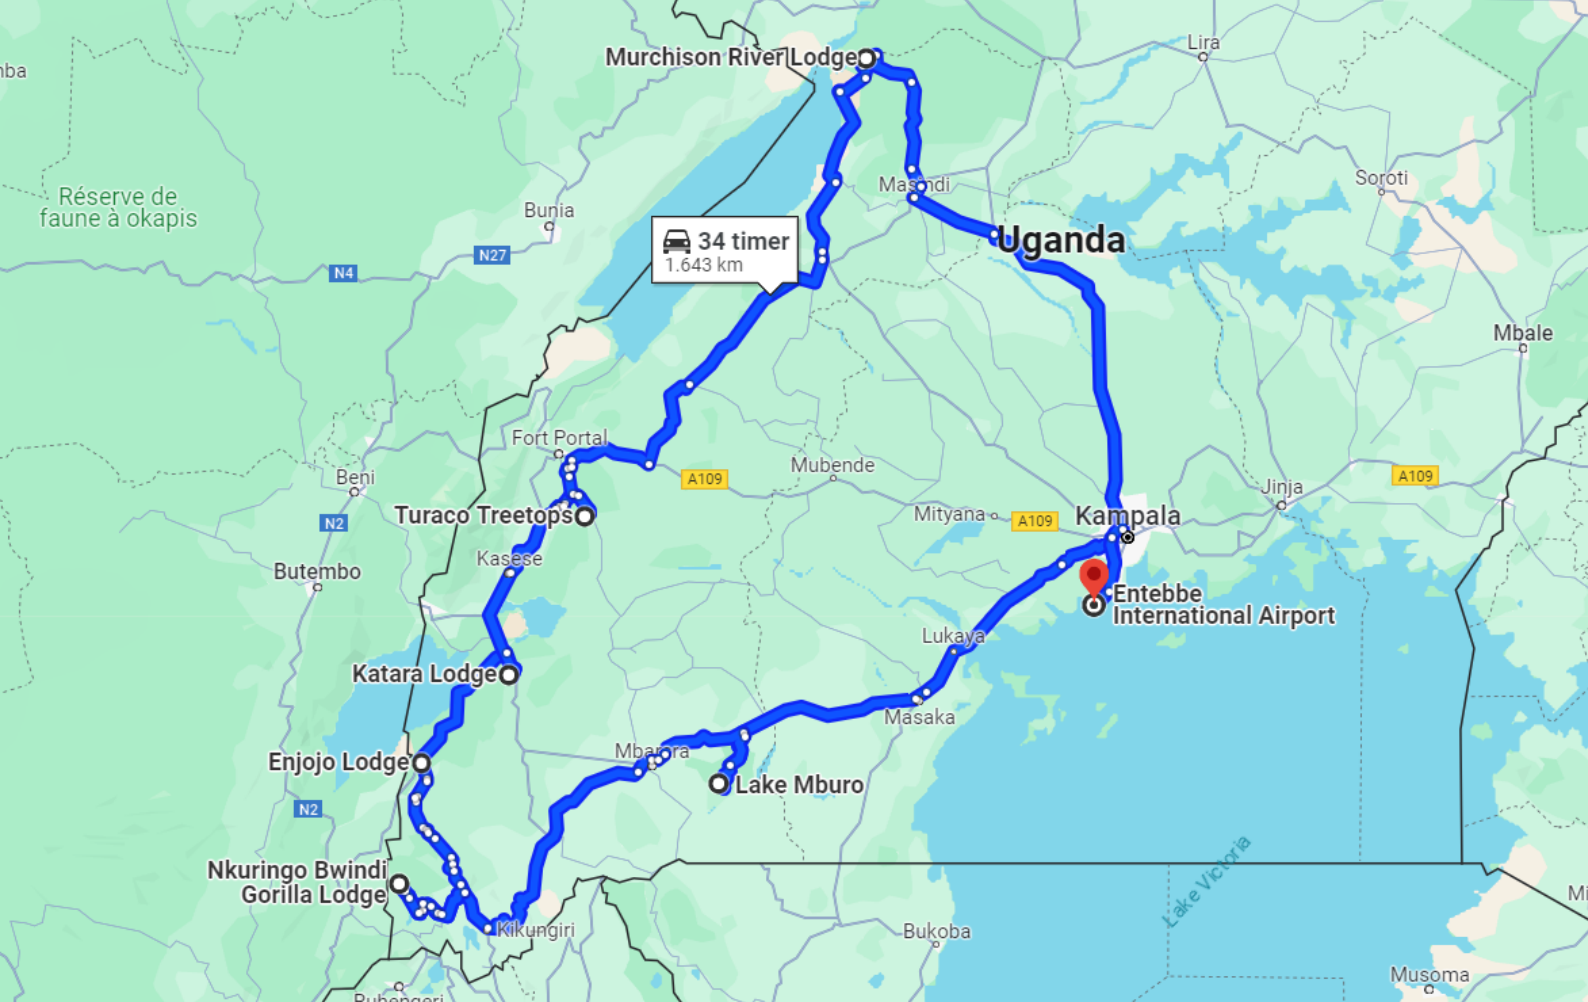 Murchison River Lodge
Lira
ba
Réserve de
faune à okapis
Bunia
Masindi
Soroti
34 timer
1.643 km
Uganda
N27
N4
Mbale
Fort Portal
Beni
A109
Mubende
A109
Jinja
N2
Turaco Treetops
Mityana
A109
Kampala
Kasese
Butembo
Entebbe
International Airport
Lukaya
Katara Lodge
Masaka
Enjojo Lodge
Mbarara
Lake Mburo
N2
Nkuringo Bwindi
Gorilla Lodge
Lake Victoria
Mi
Kikungiri
Bukoba
Musoma
Ruhengeri